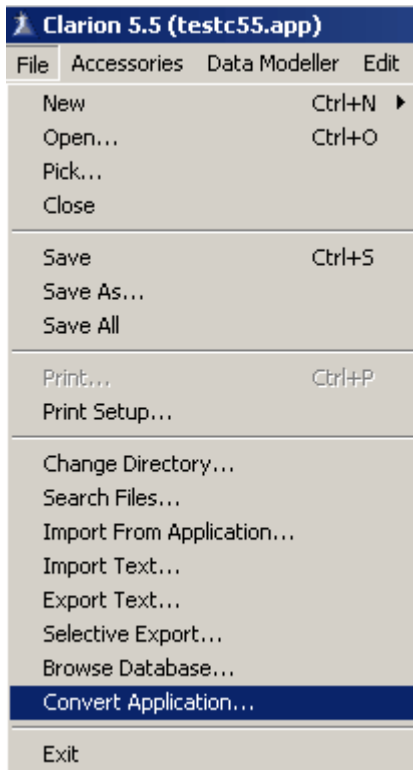 Clarion 5.5 (testc55.app)
File Accessories Data Modeller Edit
New Ctrl+N
Open... Ctrl+O
Pick...
Close
Save Ctrl+S
Save As...
Save All
Print... Ctrl+P
Print Setup...
Change Directory...
Search Files...
Import From Application...
Import Text...
Export Text...
Selective Export...
Browse Database...
Convert Application...
Exit